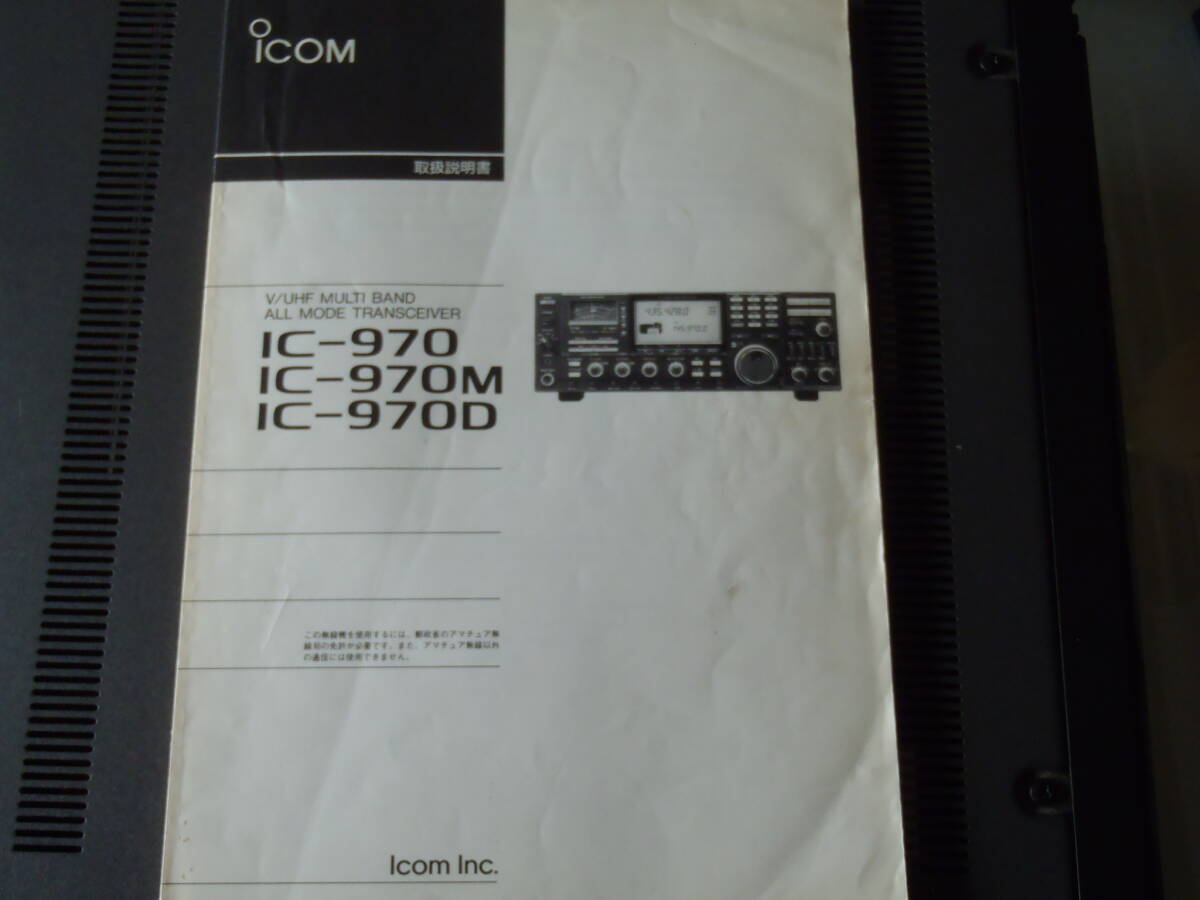 ICOM
取扱説明書
V/UHF MULTI BAND
ALL MODE TRANSCEIVER
IC-970
IC-970M
IC-970D
この無線機を使用するには、郵政省のアマチュア無
線局の免許が必要です。また、アマチュア無線以外
の通信には使用できません。
Icom Inc.